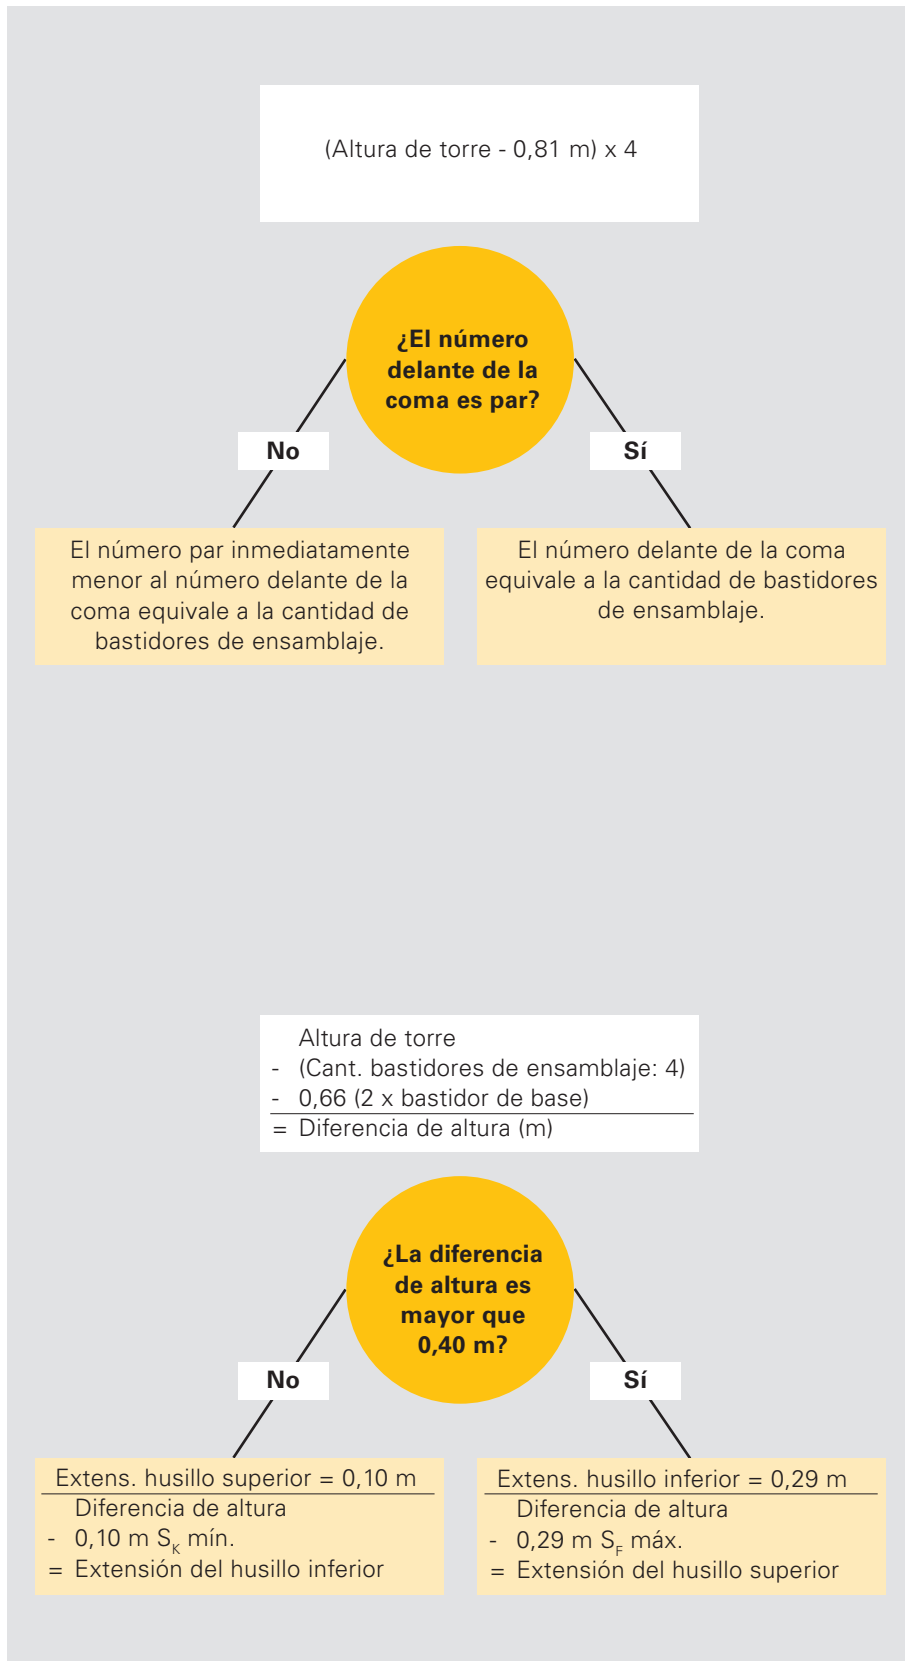 (Altura de torre - 0,81 m) x 4
¿El número
delante de la
coma es par?
No
Sí
El número par inmediatamente
menor al número delante de la
coma equivale a la cantidad de
bastidores de ensamblaje.
El número delante de la coma
equivale a la cantidad de bastidores
de ensamblaje.
Altura de torre
- (Cant. bastidores de ensamblaje: 4)
- 0,66 (2 x bastidor de base)
= Diferencia de altura (m)
¿La diferencia
de altura es
mayor que
0,40 m?
No
Sí
Extens. husillo superior = 0,10 m
Diferencia de altura
- 0,10 m SK mín.
= Extensión del husillo inferior
Extens. husillo inferior = 0,29 m
Diferencia de altura
- 0,29 m SF máx.
= Extensión del husillo superior